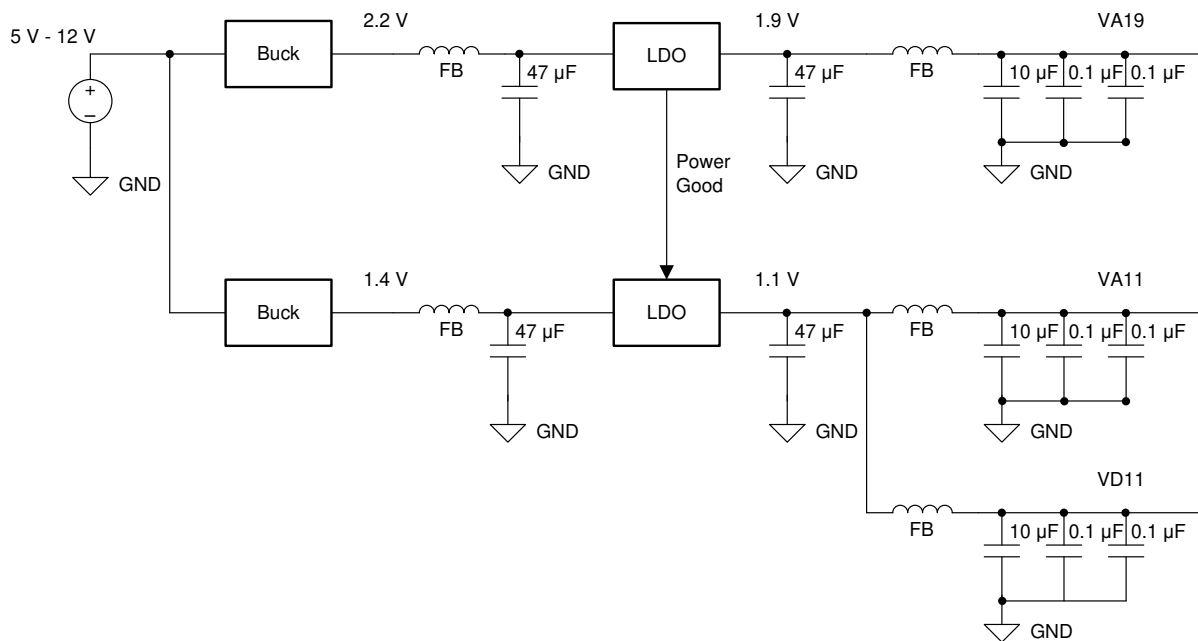 2.2 V
1.9 V
VA19
5 V - 12 V
Buck
LDO
FB
47 µF
47 µF
FB
10 µF
0.1 µF
0.1 µF
+
−
GND
GND
GND
GND
Power
Good
1.4 V
1.1 V
VA11
Buck
LDO
FB
47 µF
47 µF
FB
10 µF
0.1 µF
0.1 µF
GND
GND
GND
VD11
FB
10 µF
0.1 µF
0.1 µF
GND